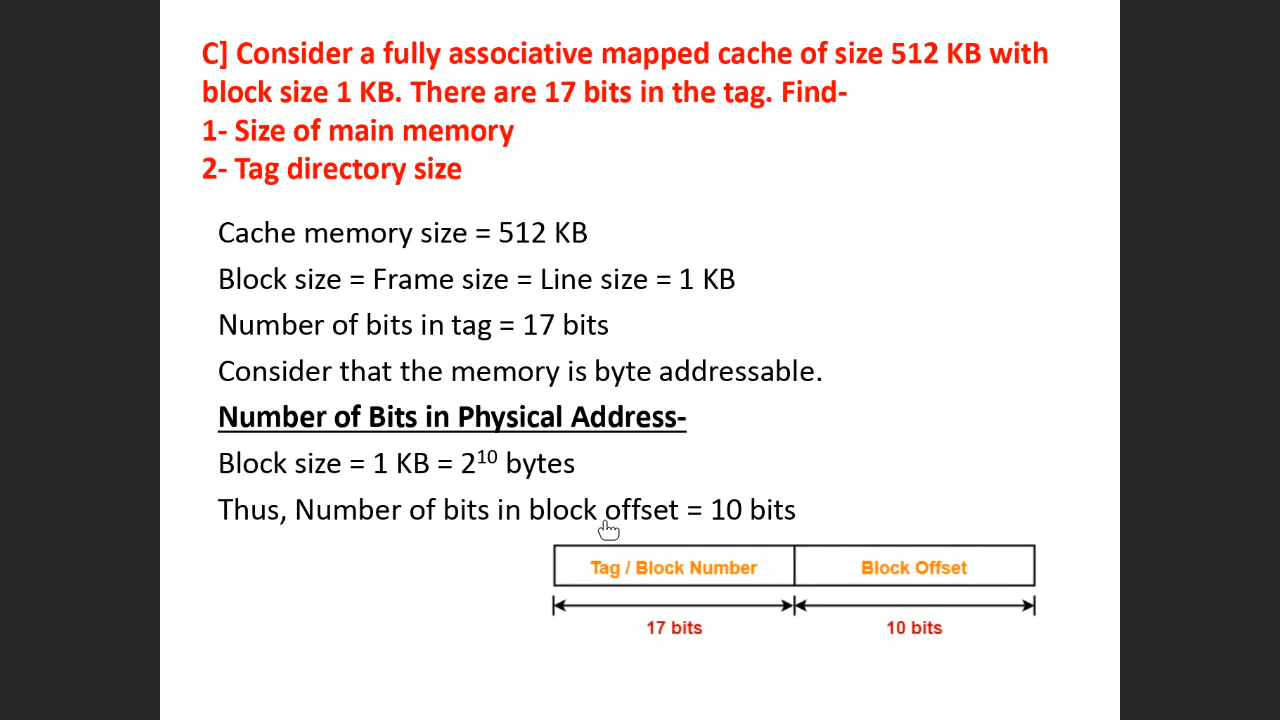 C] Consider a fully associative mapped cache of size 512 KB with
block size 1 KB. There are 17 bits in the tag. Find-
1- Size of main memory
2- Tag directory size
Cache memory size = 512 KB
Block size = Frame size = Line size = 1 KB
Number of bits in tag = 17 bits
Consider that the memory is byte addressable.
Number of Bits in Physical Address-
Block size = 1 KB = 2¹⁰ bytes
Thus, Number of bits in block offset = 10 bits
Tag / Block Number Block Offset
17 bits 10 bits